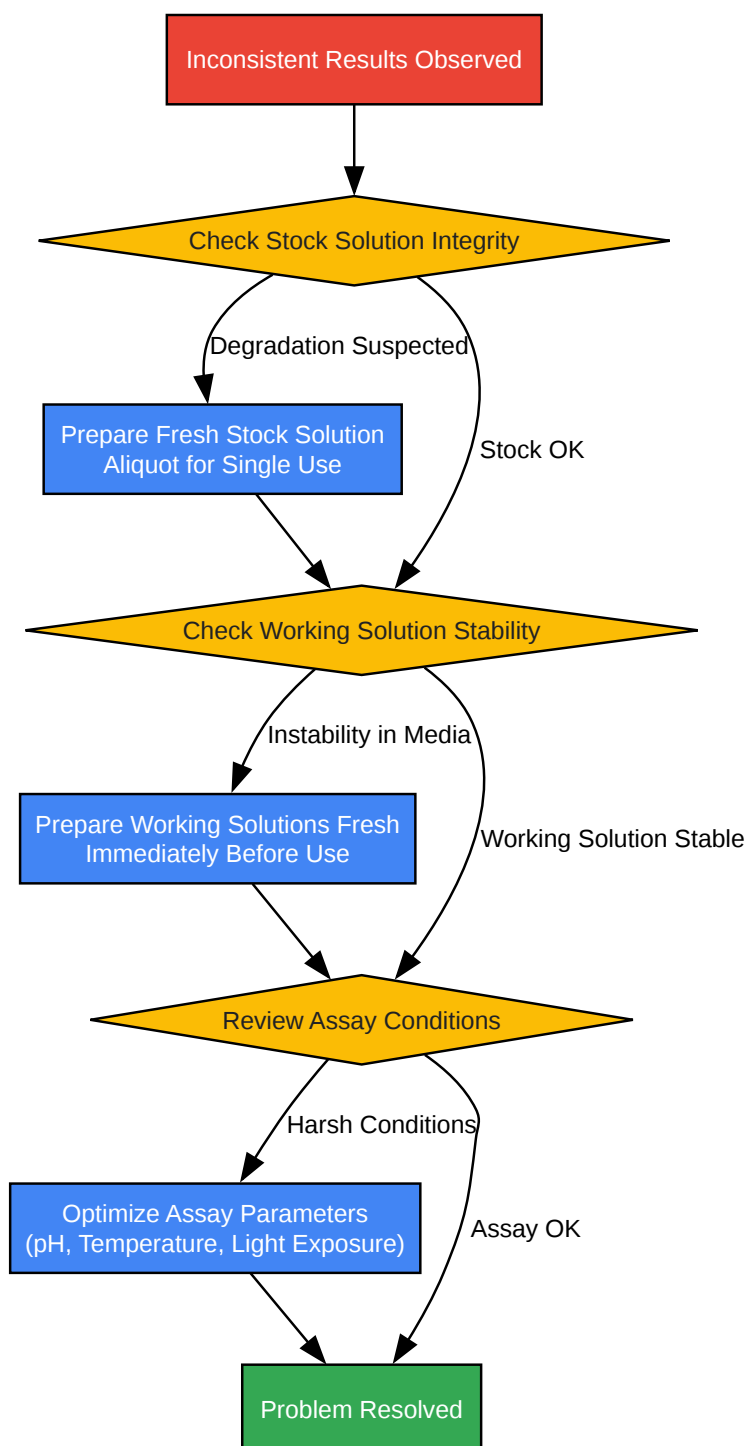 Inconsistent Results Observed
Check Stock Solution Integrity
Degradation Suspected
Prepare Fresh Stock Solution
Aliquot for Single Use
Stock OK
Check Working Solution Stability
Instability in Media
Prepare Working Solutions Fresh
Immediately Before Use
Working Solution Stable
Review Assay Conditions
Harsh Conditions
Optimize Assay Parameters
(pH, Temperature, Light Exposure)
Assay OK
Problem Resolved